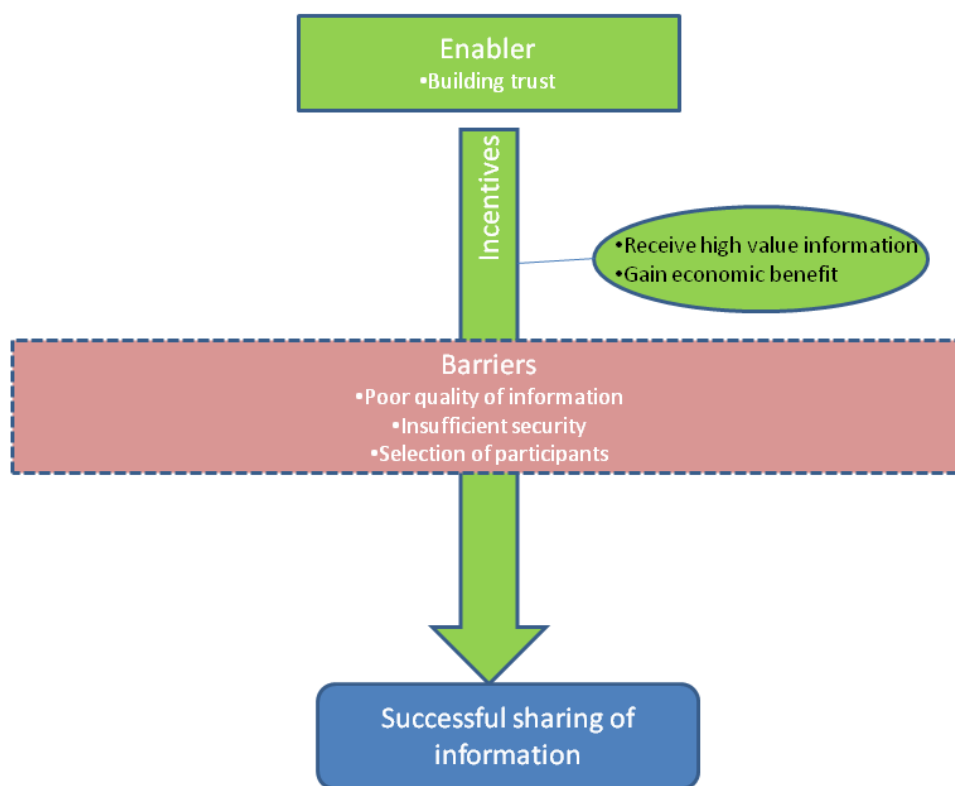 Enabler
•Building trust
Incentives
•Receive high value information
•Gain economic benefit
Barriers
•Poor quality of information
•Insufficient security
•Selection of participants
Successful sharing of
information